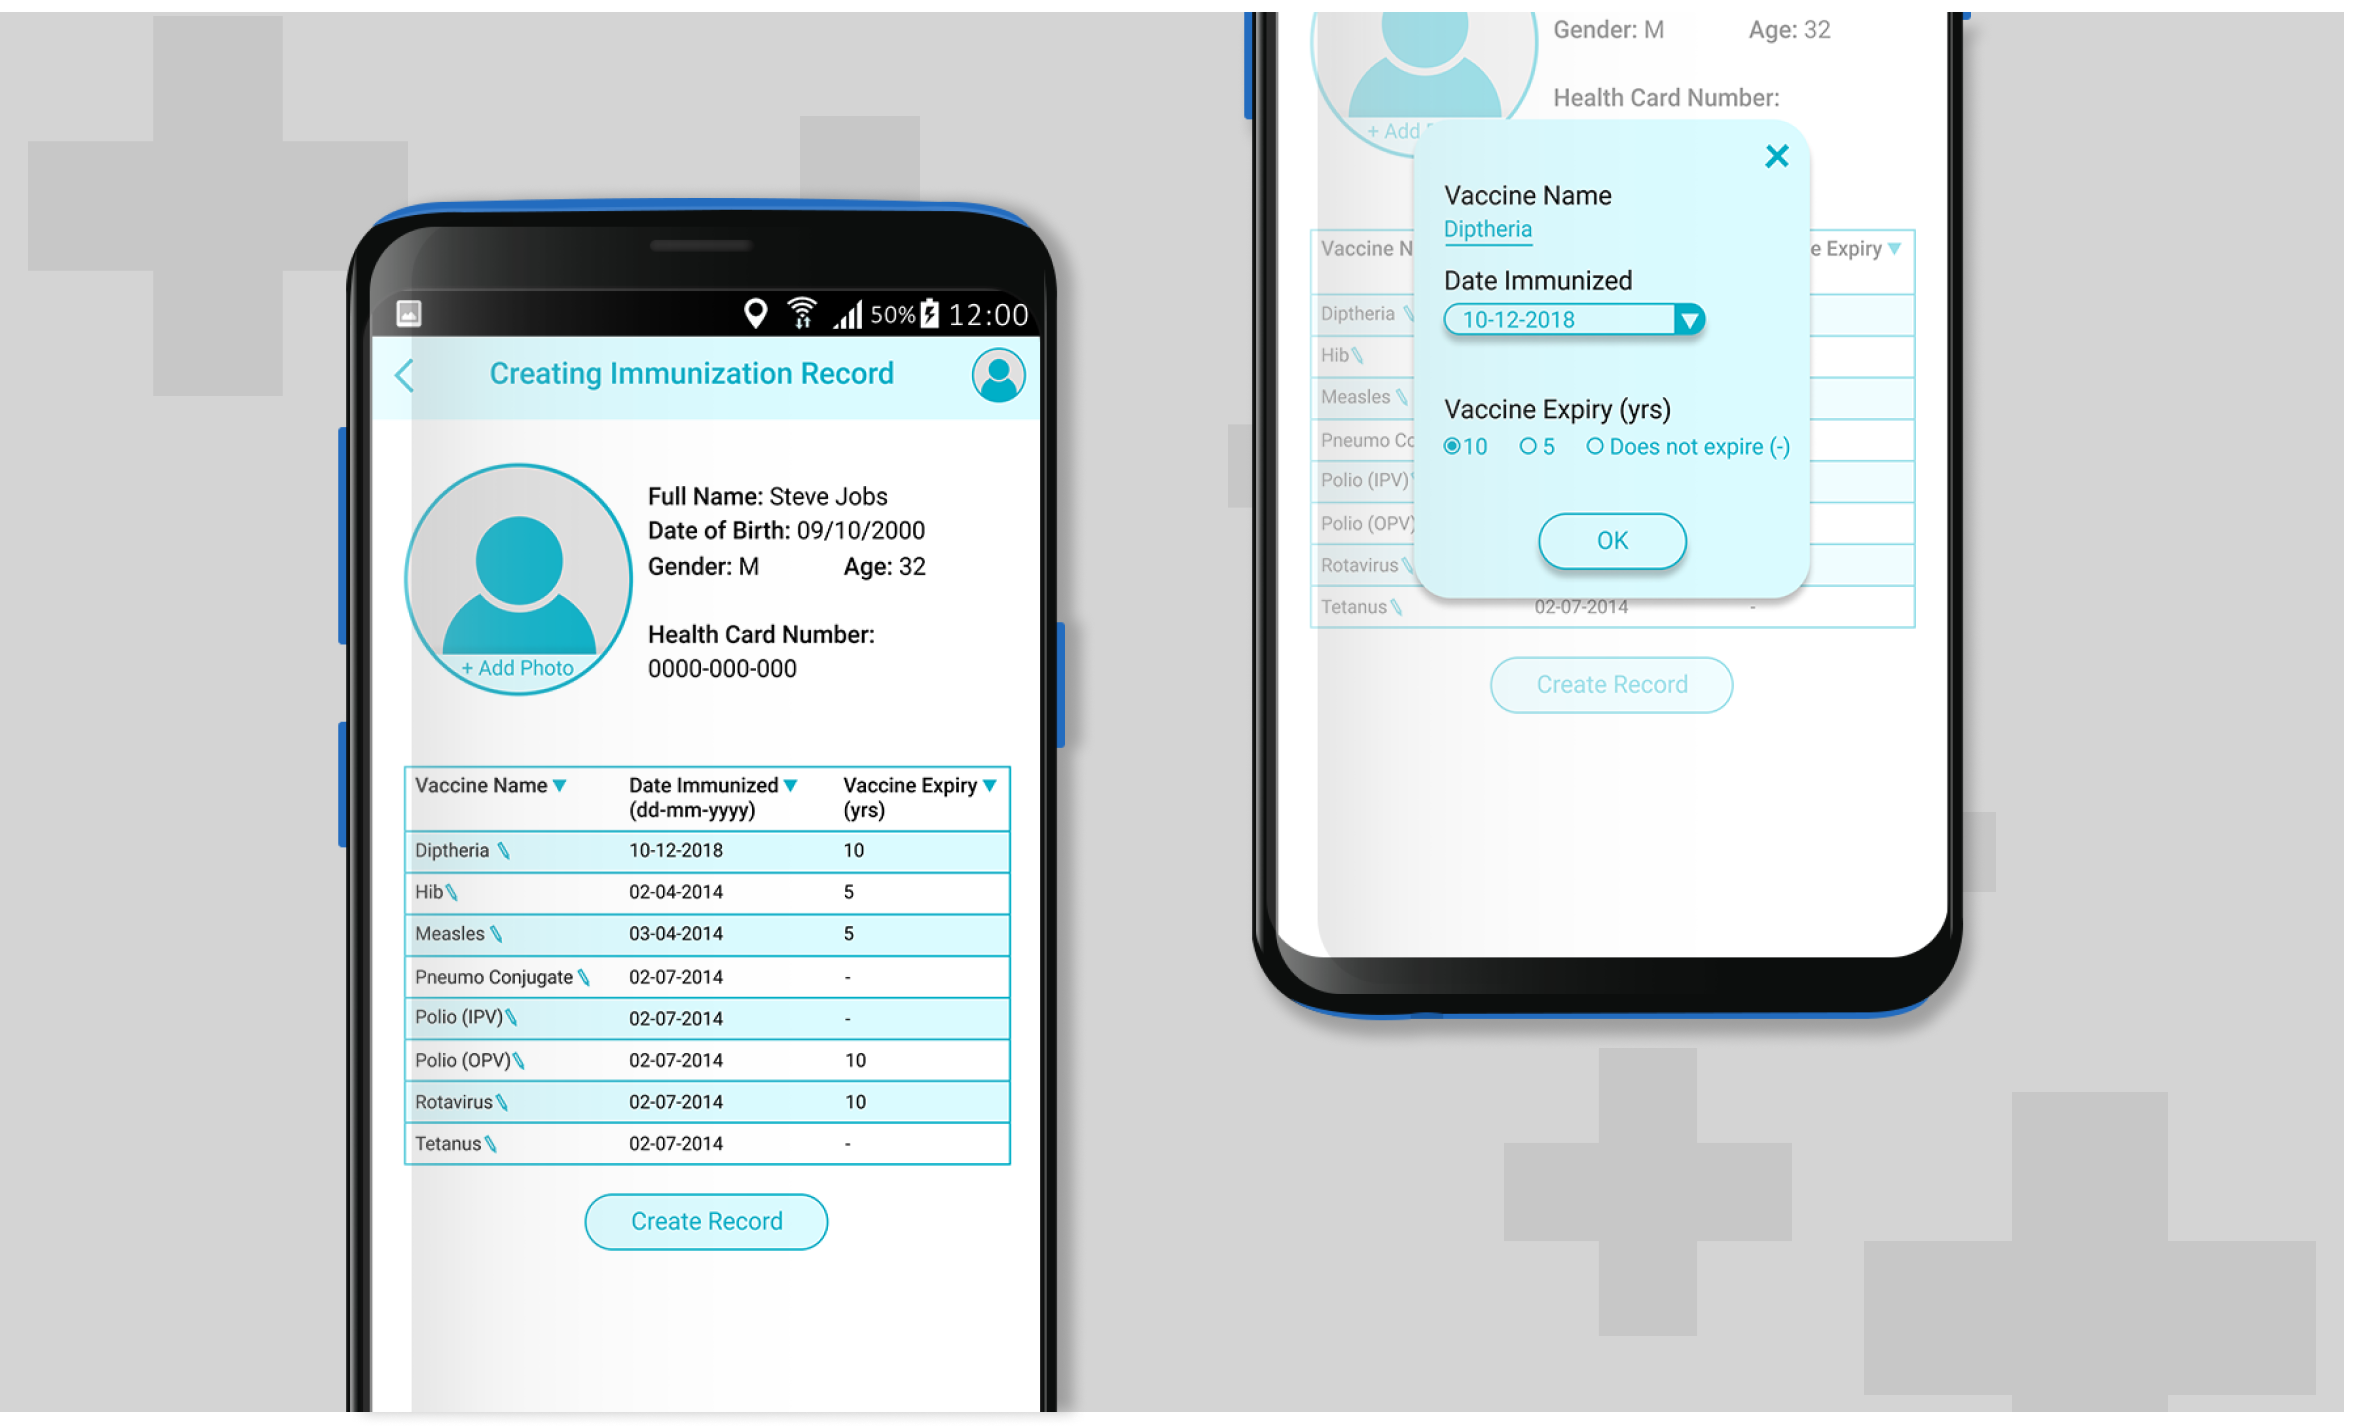 50% 12:00
Creating Immunization Record
Full Name: Steve Jobs
Date of Birth: 09/10/2000
Gender: M Age: 32
Health Card Number:
0000-000-000
+ Add Photo
Vaccine Name Date Immunized Vaccine Expiry
(dd-mm-yyyy) (yrs)
Diptheria 10-12-2018 10
Hib 02-04-2014 5
Measles 03-04-2014 5
Pneumo Conjugate 02-07-2014 -
Polio (IPV) 02-07-2014 -
Polio (OPV) 02-07-2014 10
Rotavirus 02-07-2014 10
Tetanus 02-07-2014 -
Create Record
Gender: M Age: 32
Health Card Number:
+ Add
Vaccine Name
Diptheria
Date Immunized
10-12-2018
Vaccine Expiry (yrs)
10 5 Does not expire (-)
OK
Vaccine N e Expiry
Diptheria
Hib
Measles
Pneumo Co
Polio (IPV)
Polio (OPV)
Rotavirus
Tetanus 02-07-2014 -
Create Record